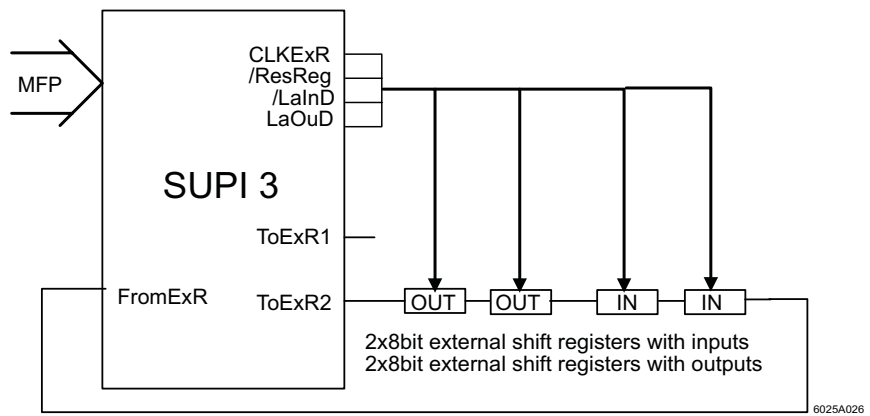 CLKExR
/ResReg
/LaInD
LaOuD
MFP
SUPI 3
ToExR1
FromExR
ToExR2
OUT
OUT
IN
IN
2x8bit external shift registers with inputs
2x8bit external shift registers with outputs
6025A026